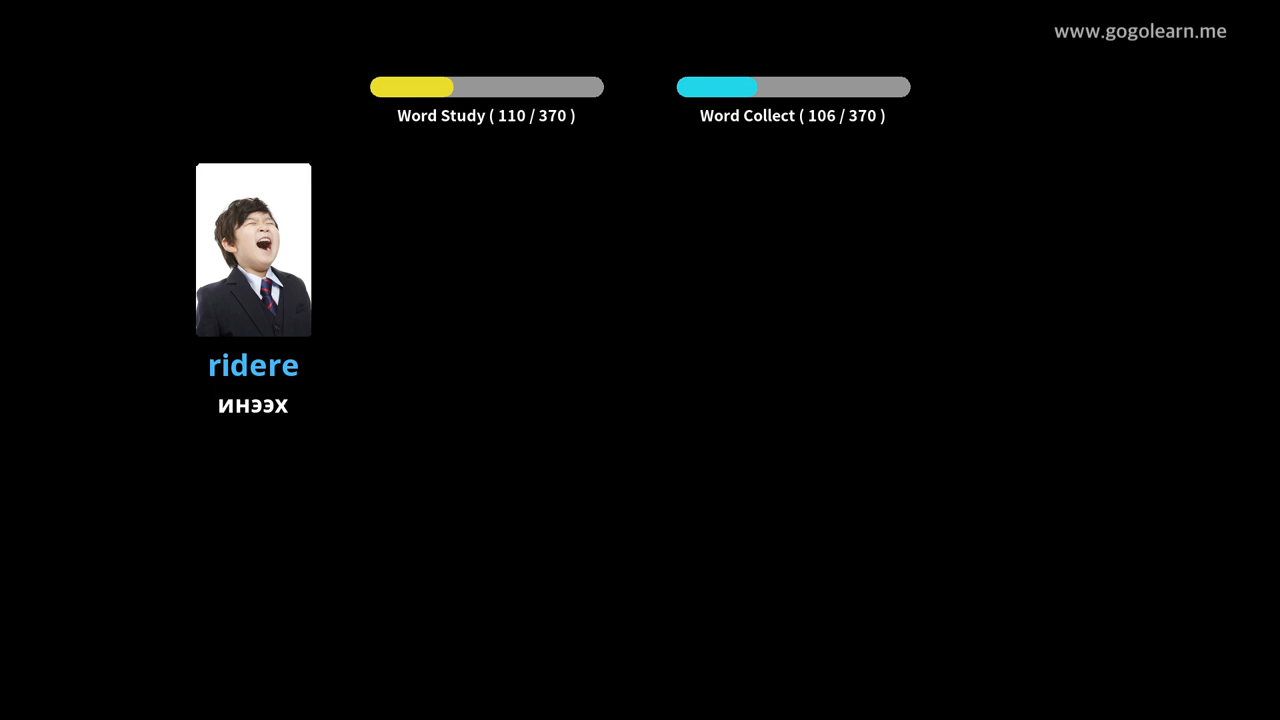 www.gogolearn.me
Word Study ( 110 / 370 )
Word Collect ( 106 / 370 )
ridere
инээх